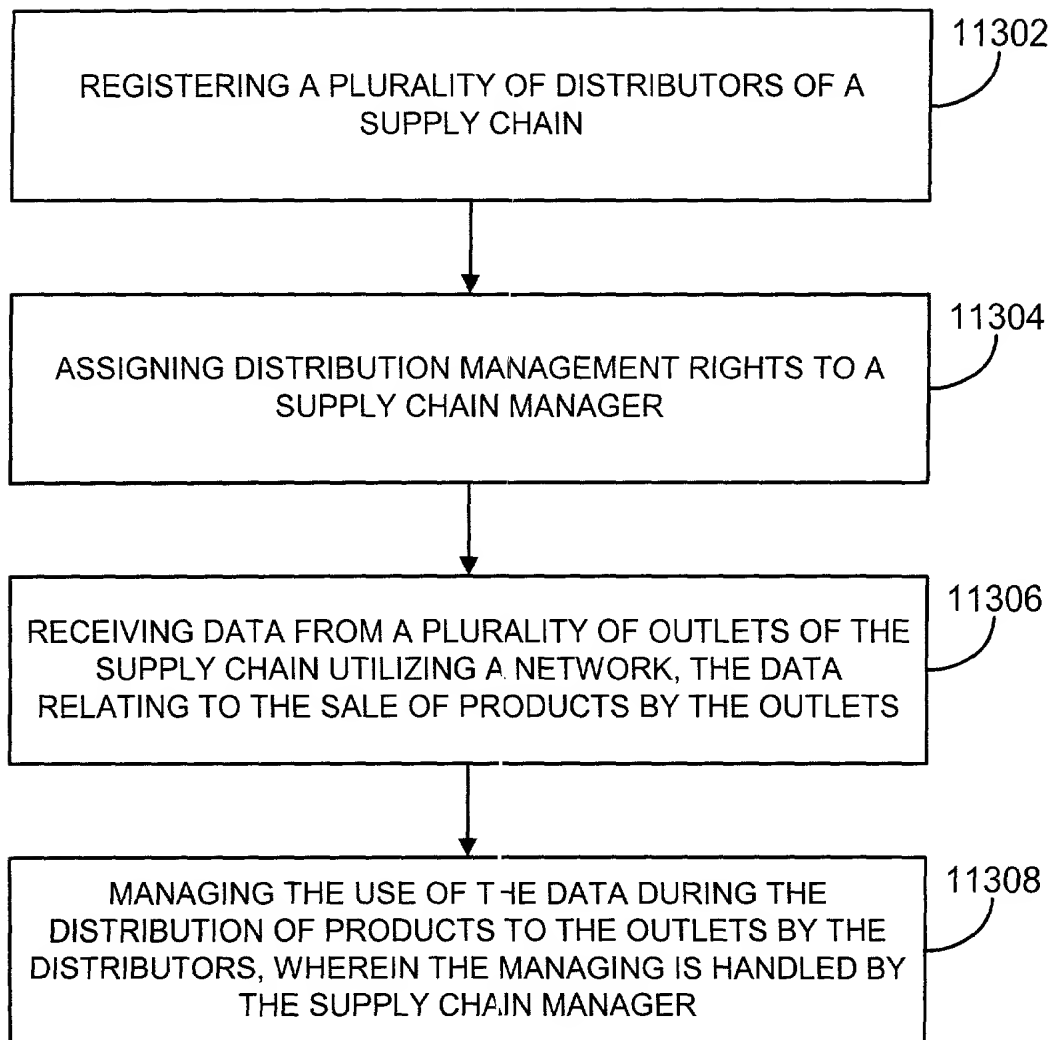 11302
REGISTERING A PLURALITY OF DISTRIBUTORS OF A
SUPPLY CHAIN
11304
ASSIGNING DISTRIBUTION MANAGEMENT RIGHTS TO A
SUPPLY CHAIN MANAGER
11306
RECEIVING DATA FROM A PLURALITY OF OUTLETS OF THE
SUPPLY CHAIN UTILIZING A NETWORK, THE DATA
RELATING TO THE SALE OF PRODUCTS BY THE OUTLETS
11308
MANAGING THE USE OF THE DATA DURING THE
DISTRIBUTION OF PRODUCTS TO THE OUTLETS BY THE
DISTRIBUTORS, WHEREIN THE MANAGING IS HANDLED BY
THE SUPPLY CHAIN MANAGER